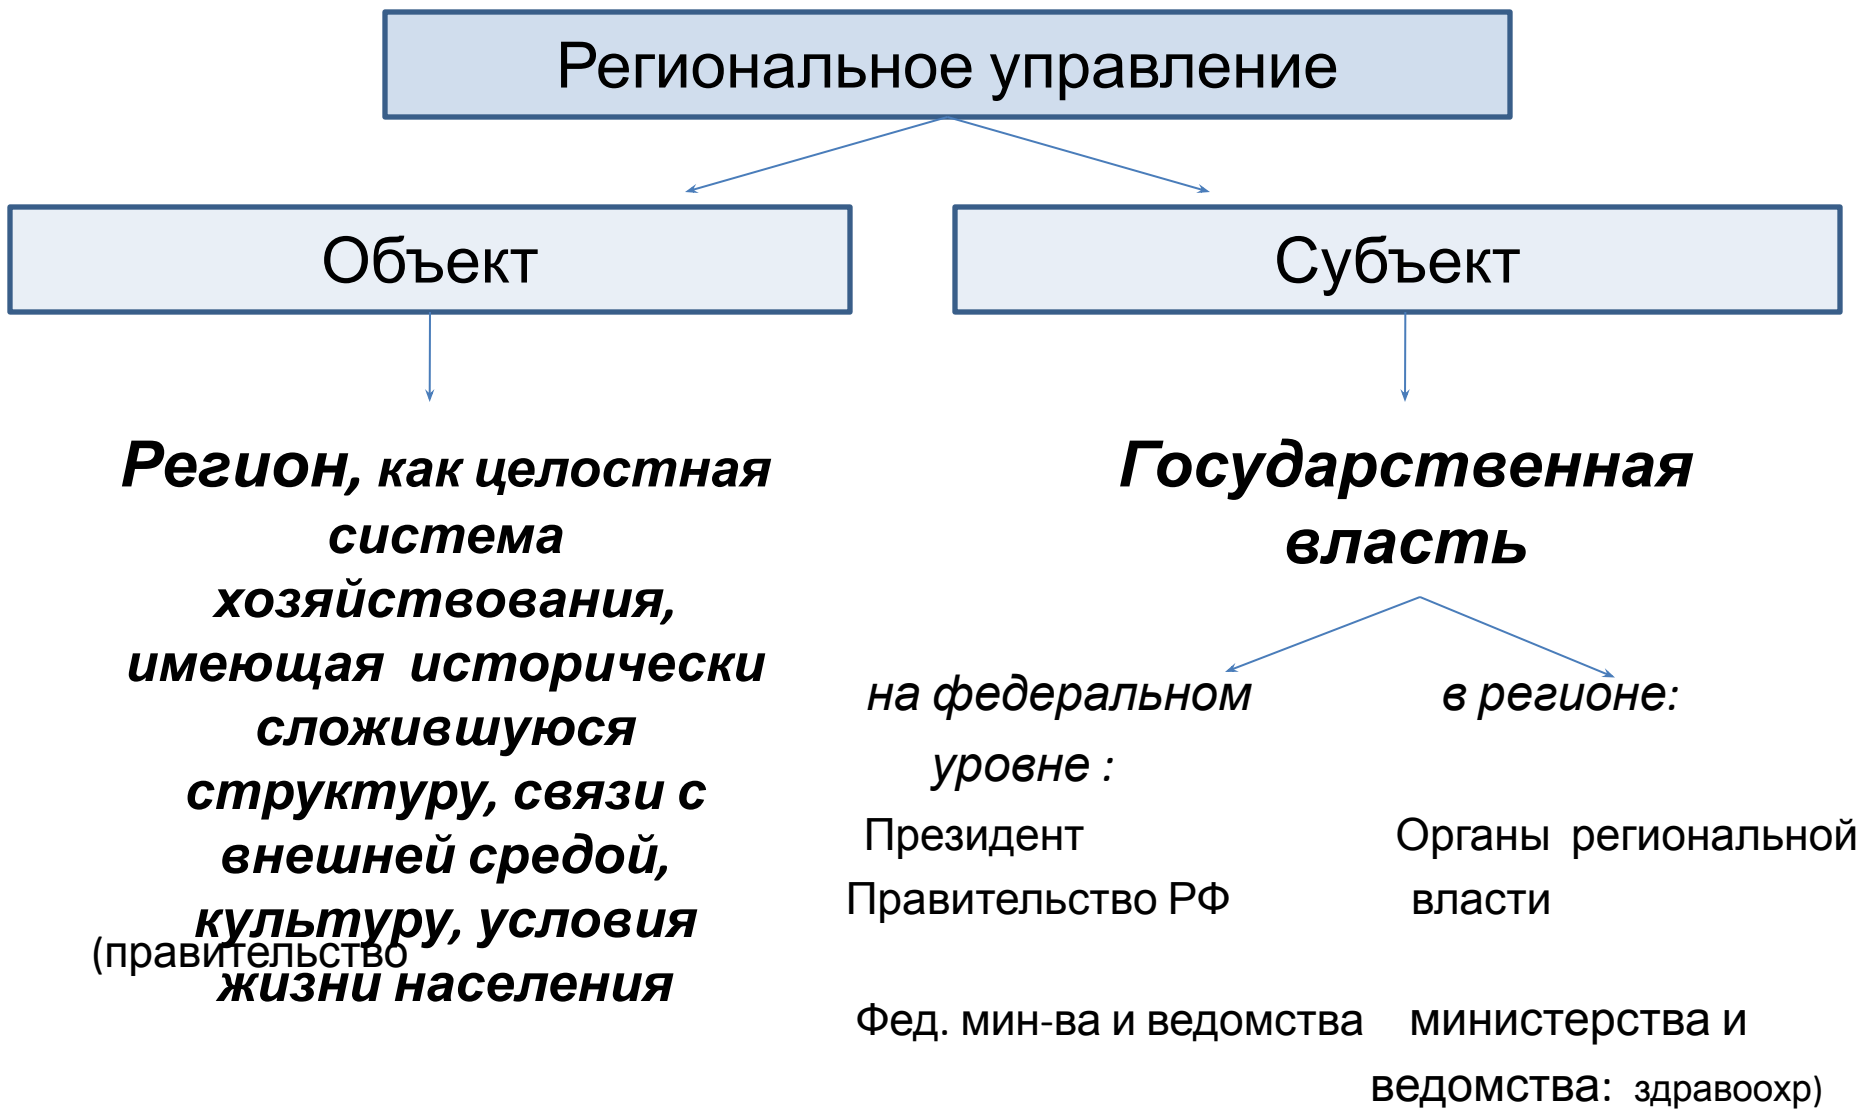 Региональное управление
Объект
Субъект
Регион, как целостная
система
хозяйствования,
имеющая исторически
сложившуюся
структуру, связи с
внешней средой,
культуру, условия
жизни населения
Государственная
власть
на федеральном
уровне :
в регионе:
Президент
Органы региональной
Правительство РФ
власти
(правительство
Фед. мин-ва и ведомства
министерства и
ведомства: здравоохр)